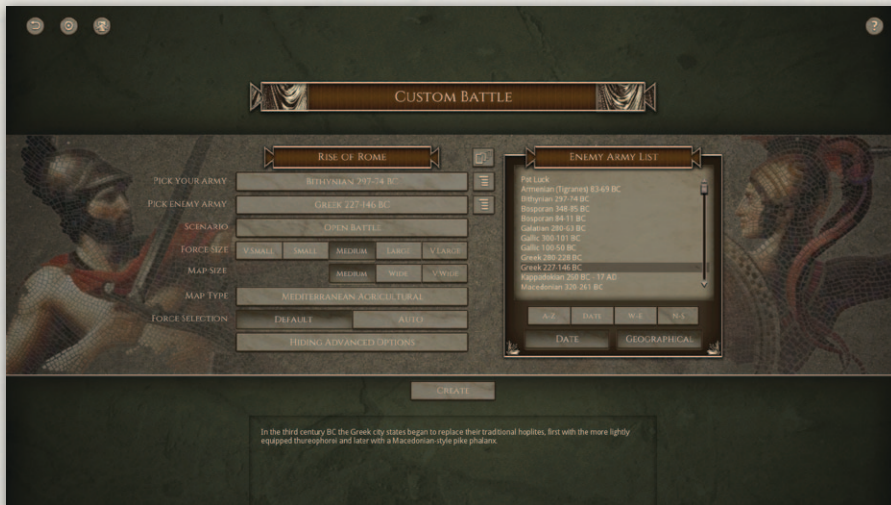 ?
CUSTOM BATTLE
RISE OF ROME
PICK YOUR ARMY
BITHYNIAN 297-74 BC
PICK ENEMY ARMY
GREEK 227-146 BC
SCENARIO
OPEN BATTLE
FORCE SIZE
V.SMALL SMALL MEDIUM LARGE V.LARGE
MAP SIZE
MEDIUM WIDE V.WIDE
MAP TYPE
MEDITERRANEAN AGRICULTURAL
FORCE SELECTION
DEFAULT AUTO
HIDING ADVANCED OPTIONS
ENEMY ARMY LIST
Pot Luck
Armenian (Tigranes) 83-69 BC
Bithynian 297-74 BC
Bosporan 348-85 BC
Bosporan 84-11 BC
Galatian 280-63 BC
Gallic 300-101 BC
Gallic 100-50 BC
Greek 280-228 BC
Greek 227-146 BC
Kappadokian 260 BC - 17 AD
Macedonian 320-261 BC
A-Z DATE W-E N-S
DATE GEOGRAPHICAL
CREATE
In the third century BC the Greek city states began to replace their traditional hoplites, first with the more lightly
equipped thureophoroi and later with a Macedonian-style pike phalanx.